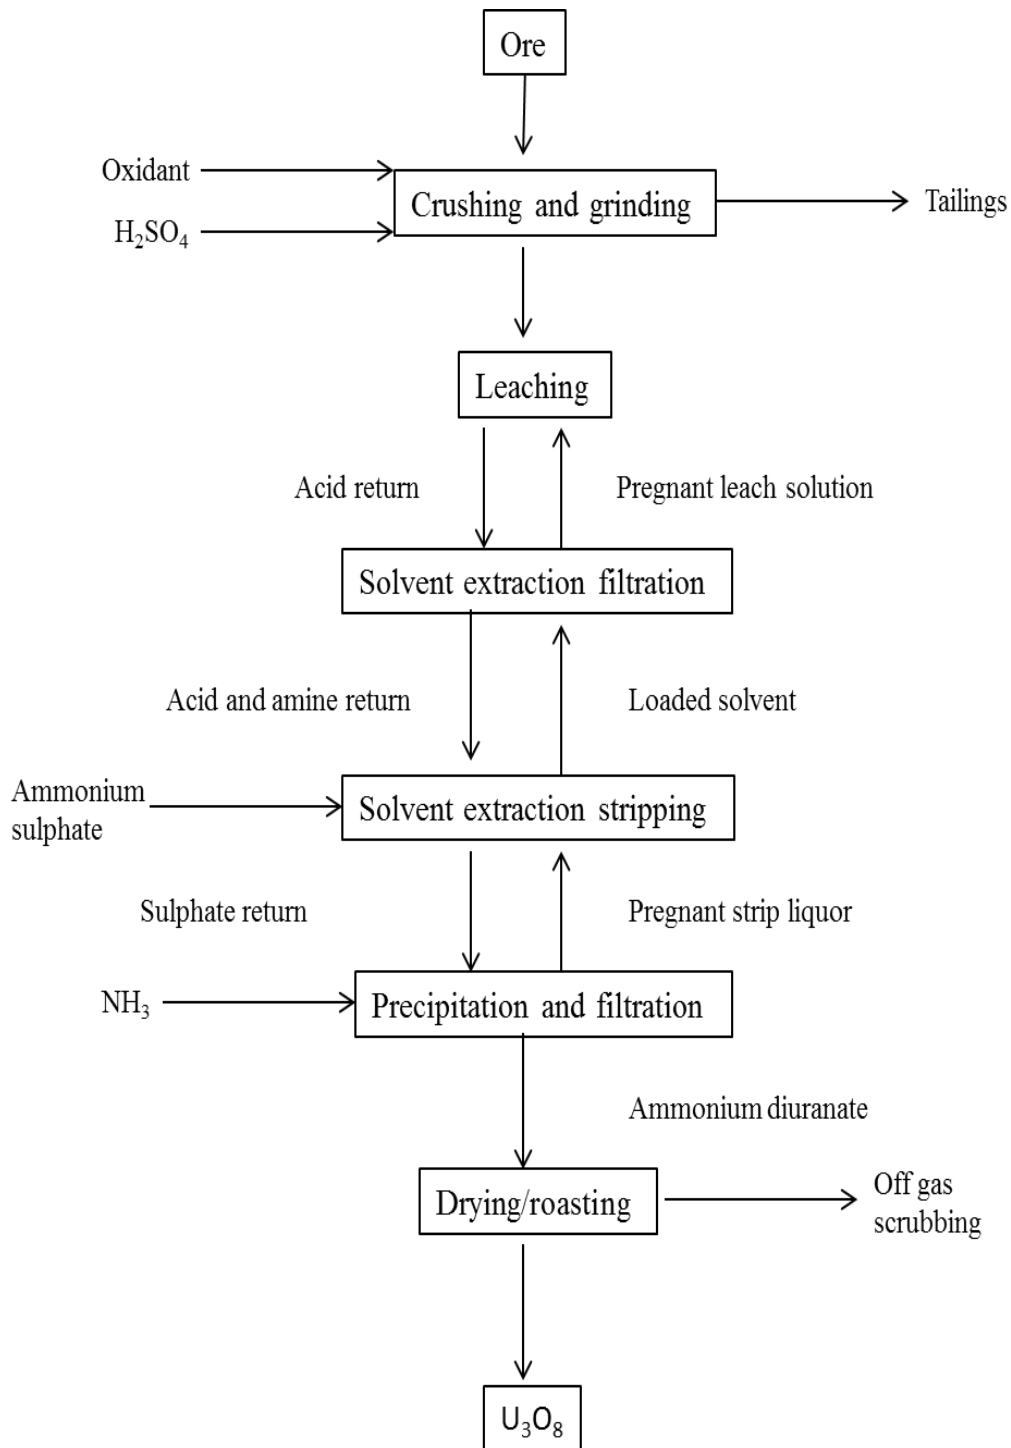 Ore
Oxidant
Crushing and grinding
Tailings
H₂SO₄
Leaching
Acid return
Pregnant leach solution
Solvent extraction filtration
Acid and amine return
Loaded solvent
Ammonium
sulphate
Solvent extraction stripping
Sulphate return
Pregnant strip liquor
NH₃
Precipitation and filtration
Ammonium diuranate
Drying/roasting
Off gas
scrubbing
U₃O₈